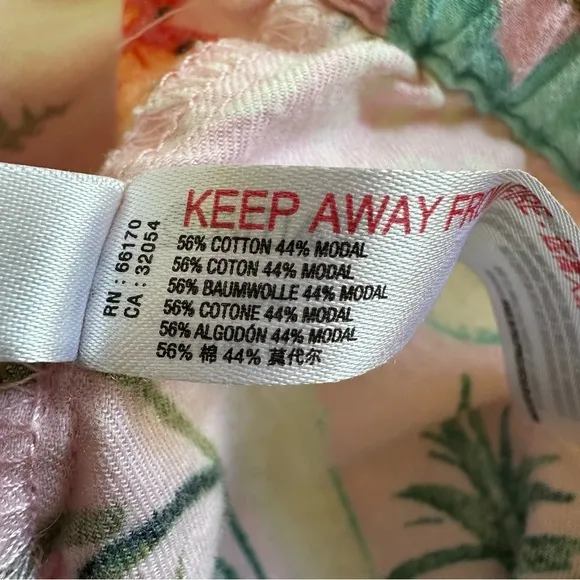 KEEP AWAY
RN : 66170
CA : 32054
56% COTTON 44% MODAL
56% COTON 44% MODAL
56% BAUMWOLLE 44% MODAL
56% COTONE 44% MODAL
56% ALGODÓN 44% MODAL
56% 棉 44% 莫代尔